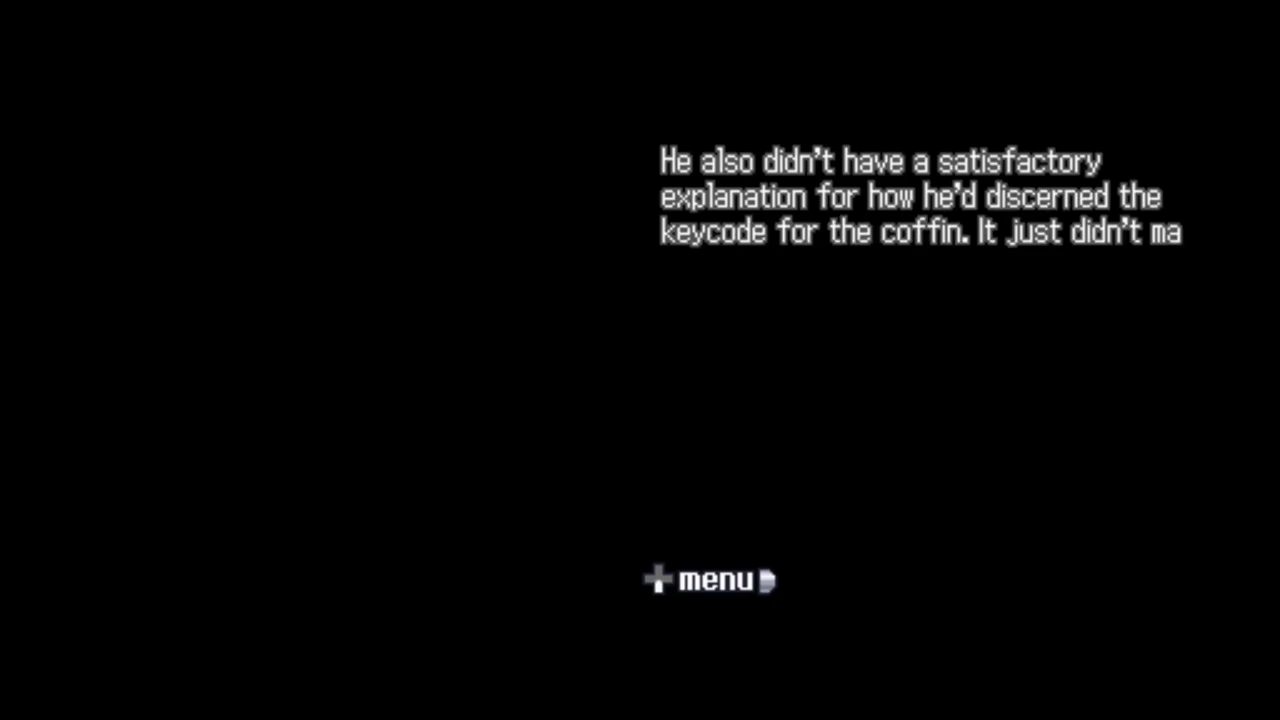 He also didn't have a satisfactory
explanation for how he'd discerned the
keycode for the coffin. It just didn't ma
menu